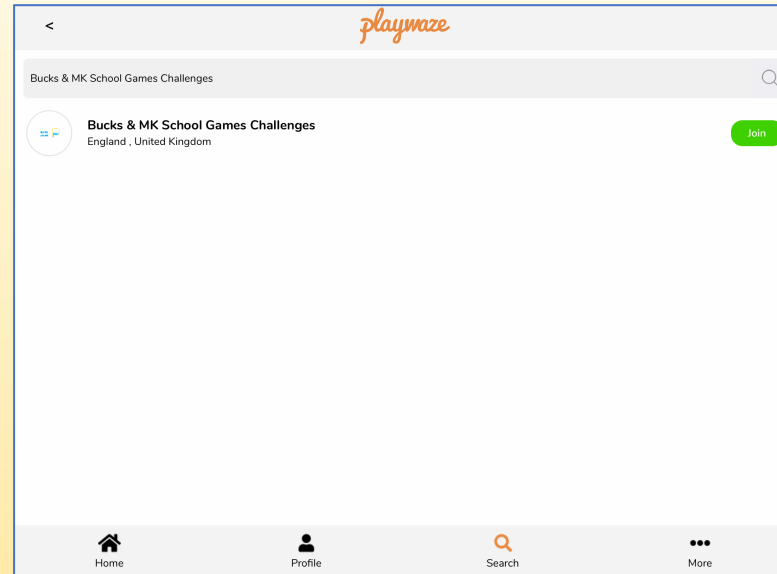 <
playwaze
Bucks & MK School Games Challenges
Bucks & MK School Games Challenges
England , United Kingdom
Join
Home
Profile
Search
More